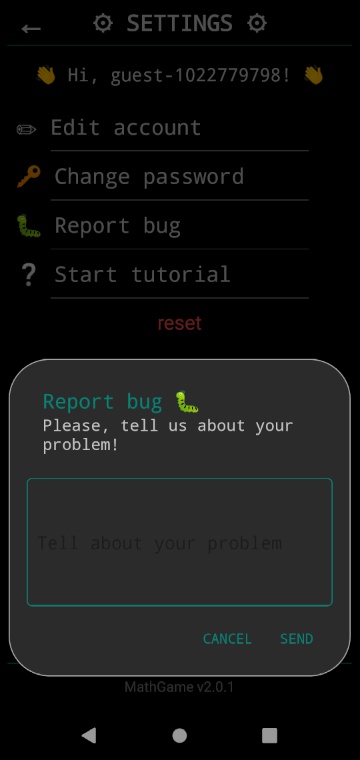 SETTINGS
Hi, guest-1022779798!
Edit account
Change password
Report bug
Start tutorial
reset
Report bug
Please, tell us about your
problem!
Tell about your problem
CANCEL SEND
MathGame v2.0.1